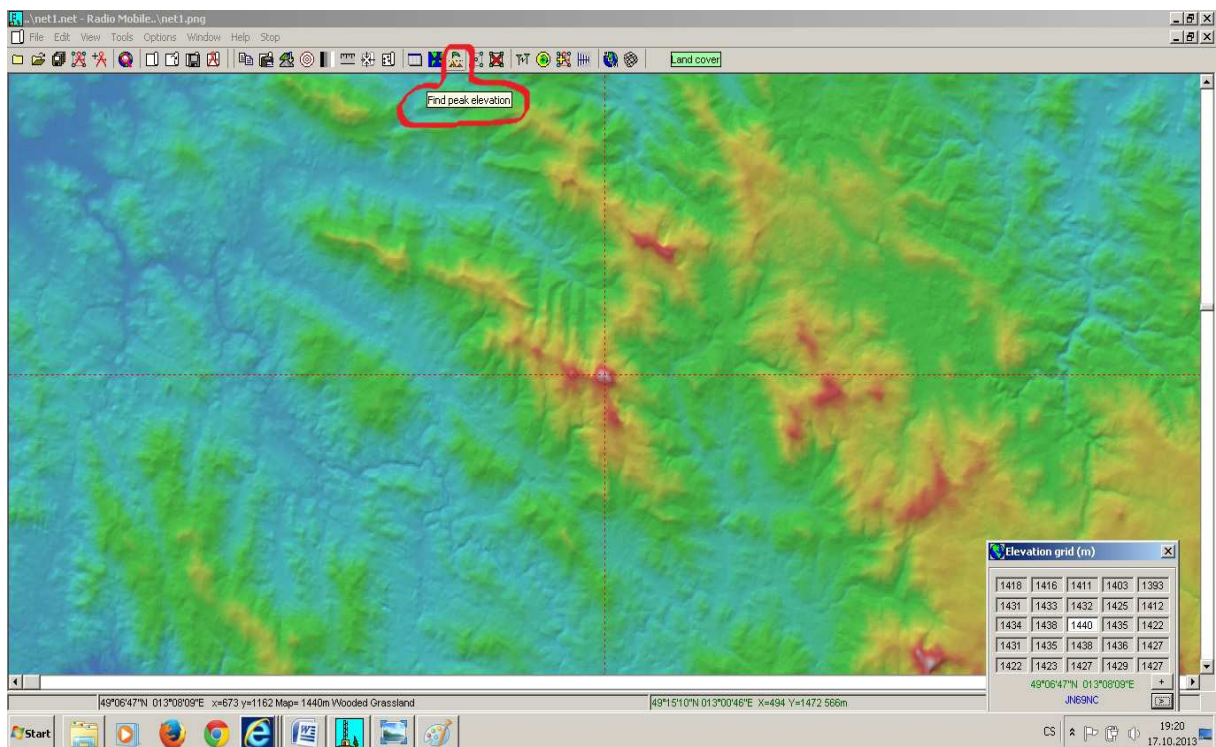 ..\net1.net - Radio Mobile..\net1.png
File Edit View Tools Options Window Help Stop
Land cover
Find peak elevation
Elevation grid (m)
1418 1416 1411 1403 1393
1431 1433 1432 1425 1412
1434 1438 1440 1435 1422
1431 1435 1438 1436 1427
1422 1423 1427 1429 1427
49°06'47"N 013°08'09"E +
JN69NC
49°06'47"N 013°08'09"E x=673 y=1162 Map= 1440m Wooded Grassland
49°15'10"N 013°00'46"E X=494 Y=1472 566m
Start
CS
19:20
17.10.2013